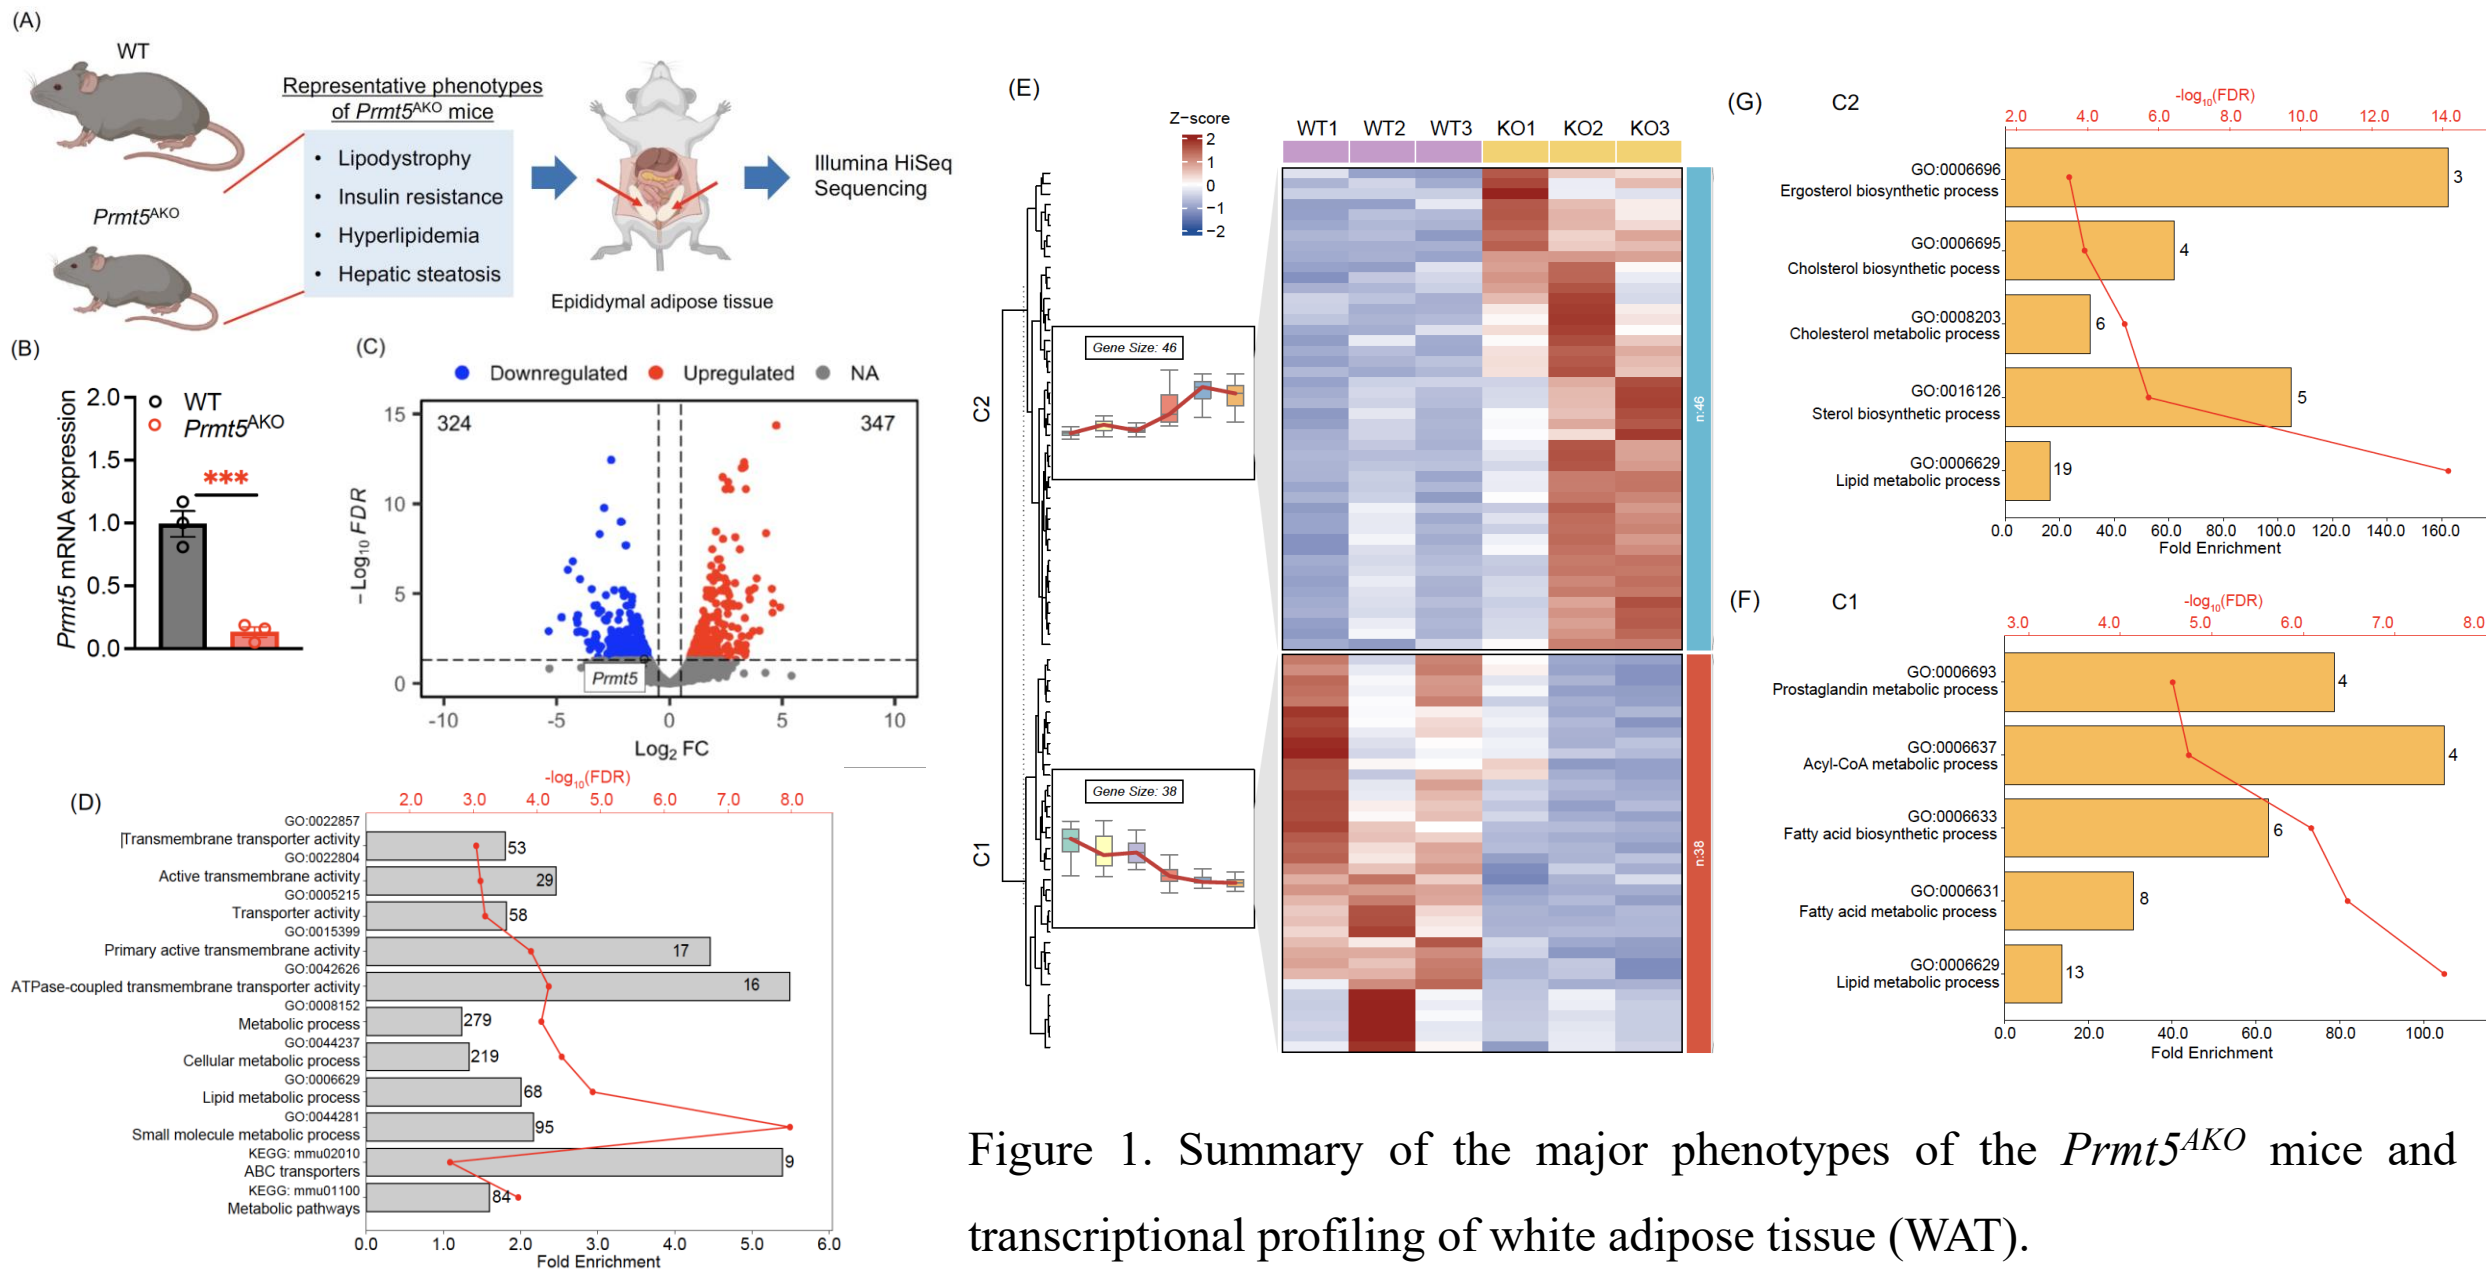 (A)
WT
Prmt5AKO
Representative phenotypes
of Prmt5AKO mice
• Lipodystrophy
• Insulin resistance
• Hyperlipidemia
• Hepatic steatosis
Epididymal adipose tissue
Illumina HiSeq
Sequencing
(B)
Prmt5 mRNA expression
2.0
1.5
1.0
0.5
0.0
WT
Prmt5AKO
***
(C)
Downregulated
Upregulated
NA
324
347
−Log10 FDR
15
10
5
0
Prmt5
-10
-5
0
5
10
Log2 FC
(D)
-log10(FDR)
2.0 3.0 4.0 5.0 6.0 7.0 8.0
GO:0022857
Transmembrane transporter activity
53
GO:0022804
Active transmembrane activity
29
GO:0005215
Transporter activity
58
GO:0015399
Primary active transmembrane activity
17
GO:0042626
ATPase-coupled transmembrane transporter activity
16
GO:0008152
Metabolic process
279
GO:0044237
Cellular metabolic process
219
GO:0006629
Lipid metabolic process
68
GO:0044281
Small molecule metabolic process
95
KEGG: mmu02010
ABC transporters
9
KEGG: mmu01100
Metabolic pathways
84
0.0 1.0 2.0 3.0 4.0 5.0 6.0
Fold Enrichment
(E)
Z−score
2
1
0
−1
−2
WT1 WT2 WT3 KO1 KO2 KO3
C2
Gene Size: 46
n:46
C1
Gene Size: 38
n:38
(G)
C2
-log10(FDR)
2.0 4.0 6.0 8.0 10.0 12.0 14.0
GO:0006696
Ergosterol biosynthetic process
3
GO:0006695
Cholsterol biosynthetic pocess
4
GO:0008203
Cholesterol metabolic process
6
GO:0016126
Sterol biosynthetic process
5
GO:0006629
Lipid metabolic process
19
0.0 20.0 40.0 60.0 80.0 100.0 120.0 140.0 160.0
Fold Enrichment
(F)
C1
-log10(FDR)
3.0 4.0 5.0 6.0 7.0 8.0
GO:0006693
Prostaglandin metabolic process
4
GO:0006637
Acyl-CoA metabolic process
4
GO:0006633
Fatty acid biosynthetic process
6
GO:0006631
Fatty acid metabolic process
8
GO:0006629
Lipid metabolic process
13
0.0 20.0 40.0 60.0 80.0 100.0
Fold Enrichment
Figure 1. Summary of the major phenotypes of the Prmt5AKO mice and
transcriptional profiling of white adipose tissue (WAT).